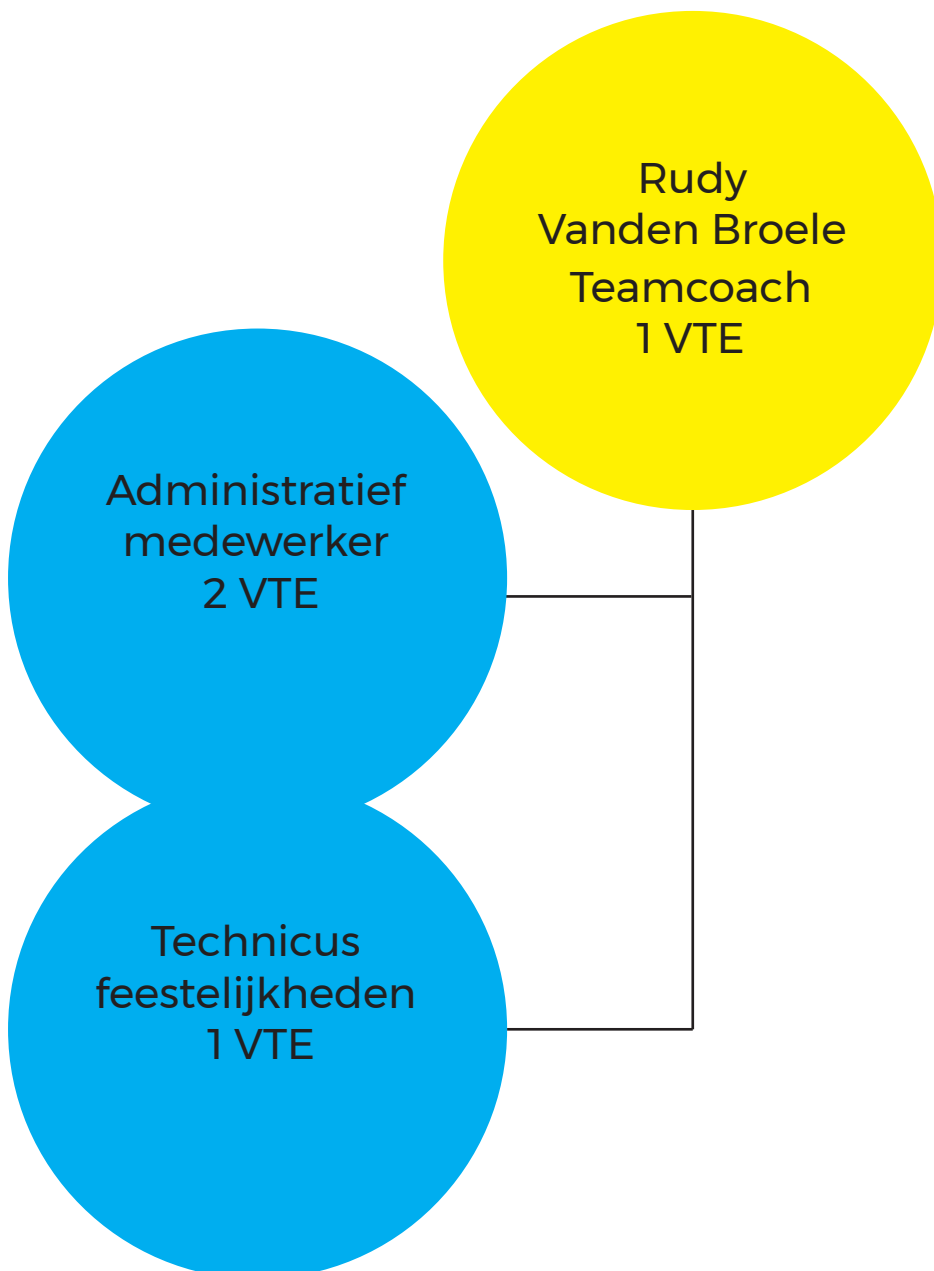 Rudy
Vanden Broele
Teamcoach
1 VTE
Administratief
medewerker
2 VTE
Technicus
feestelijkheden
1 VTE